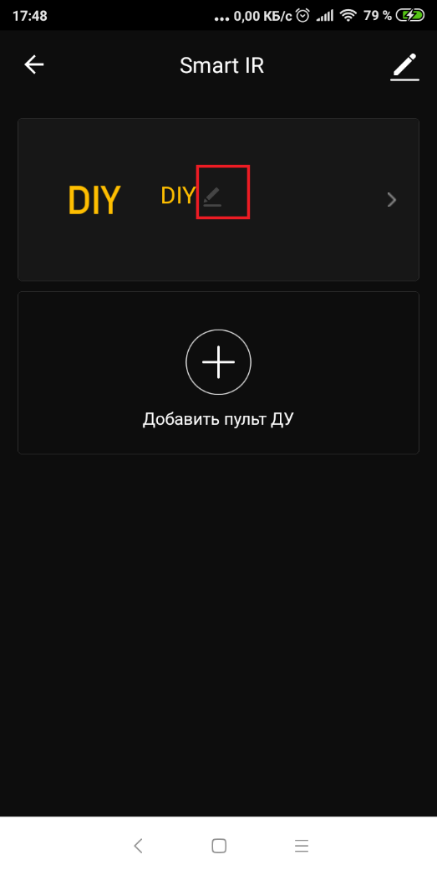 17:48
... 0,00 КБ/с 79 %
Smart IR
DIY DIY
Добавить пульт ДУ